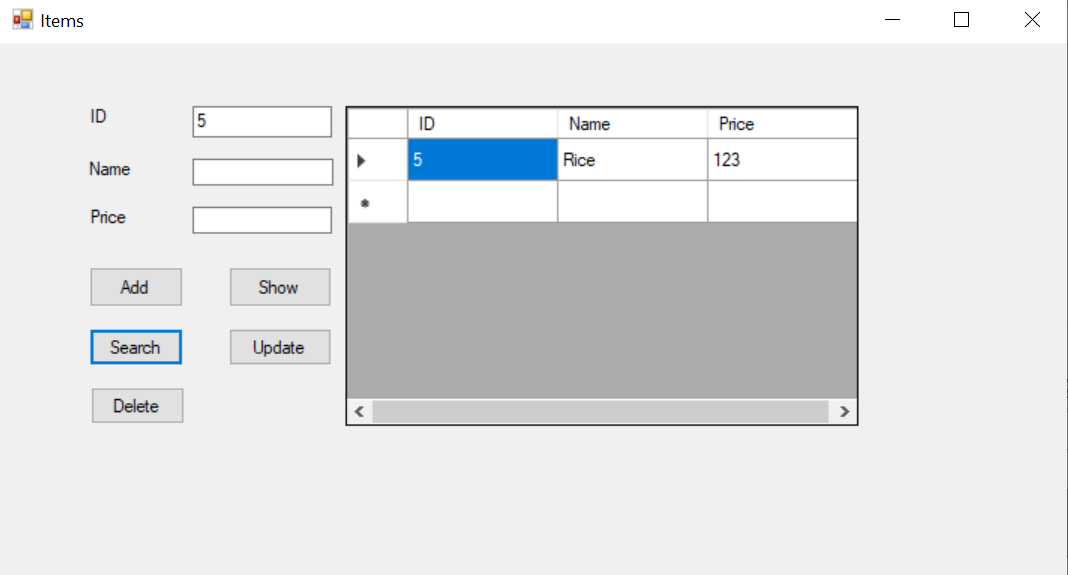 Items
ID 5
Name
Price
Add Show
Search Update
Delete
ID Name Price
5 Rice 123